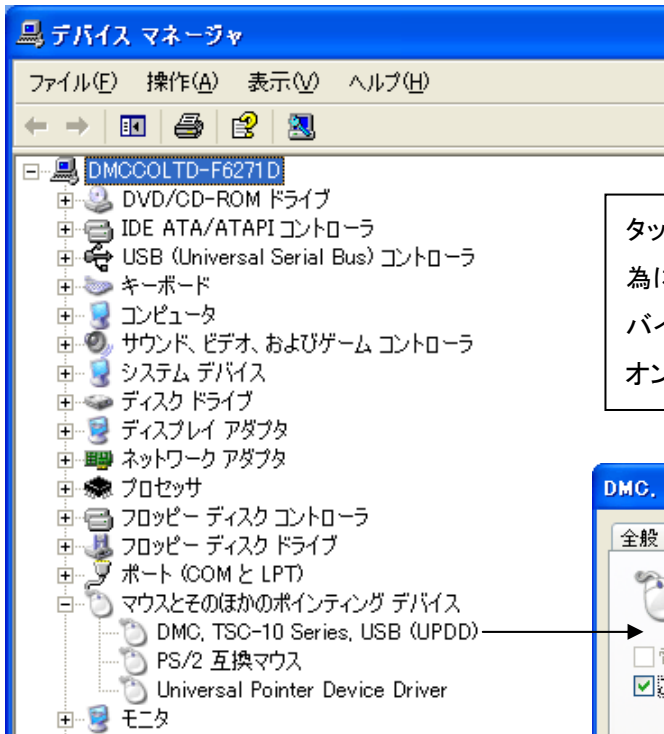 デバイス マネージャ
ファイル(F) 操作(A) 表示(V) ヘルプ(H)
DMCCOLTD-F6271D
DVD/CD-ROM ドライブ
IDE ATA/ATAPI コントローラ
USB (Universal Serial Bus) コントローラ
キーボード
コンピュータ
サウンド、ビデオ、およびゲーム コントローラ
システム デバイス
ディスク ドライブ
ディスプレイ アダプタ
ネットワーク アダプタ
プロセッサ
フロッピー ディスク コントローラ
フロッピー ディスク ドライブ
ポート (COM と LPT)
マウスとそのほかのポインティング デバイス
DMC, TSC-10 Series, USB (UPDD)
PS/2 互換マウス
Universal Pointer Device Driver
モニタ
タッ
為に
バイ
オン
DMC,
全般